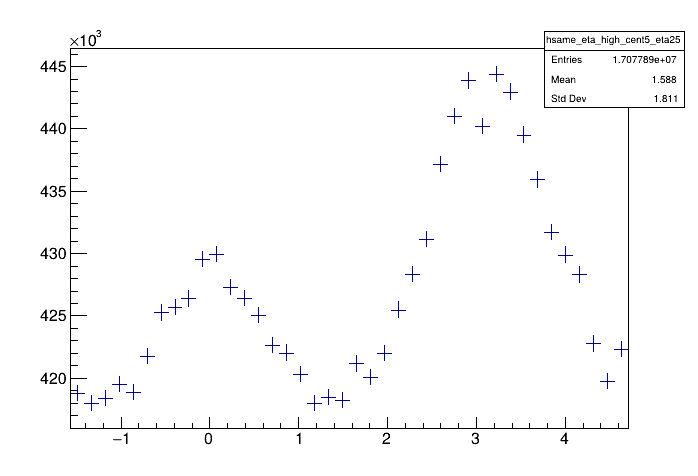 ×10³
hsame_eta_high_cent5_eta25
Entries 1.707789e+07
Mean 1.588
Std Dev 1.811
445
440
435
430
425
420
−1 0 1 2 3 4